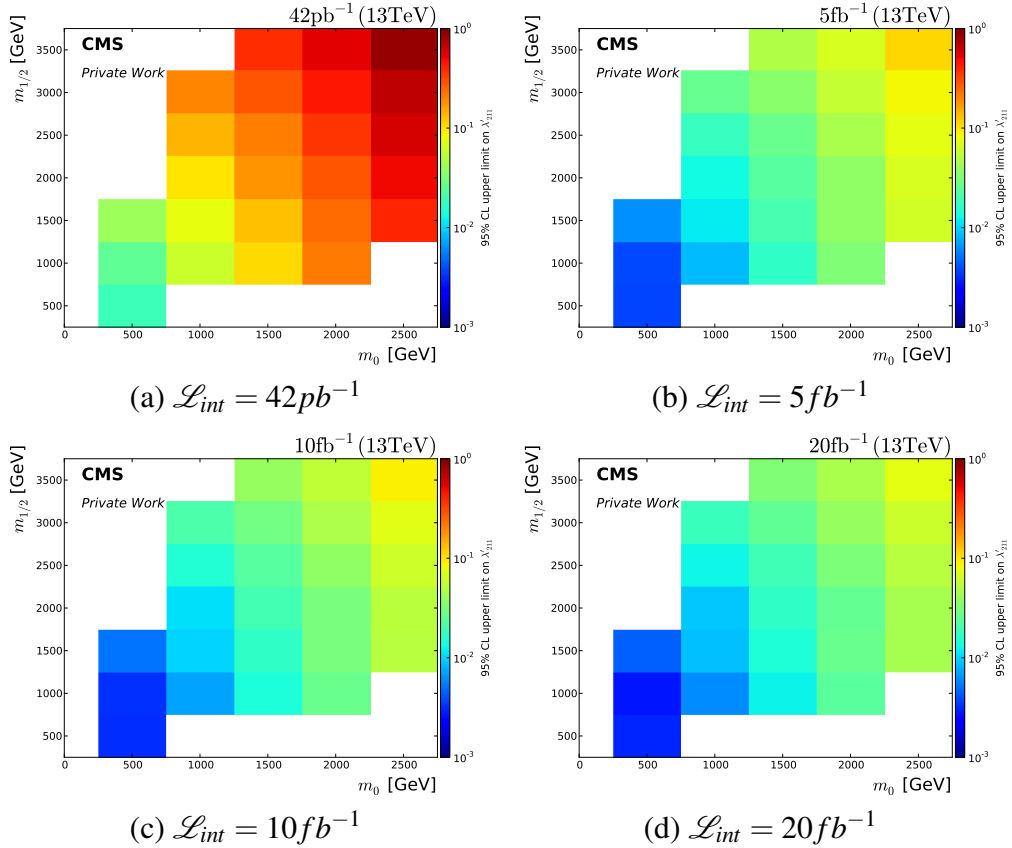 42pb⁻¹ (13TeV)
CMS
Private Work
m₁/₂ [GeV]
3500
3000
2500
2000
1500
1000
500
0 500 1000 1500 2000 2500
m₀ [GeV]
10⁰
10⁻¹
10⁻²
10⁻³
95% CL upper limit on λ′₂₁₁
(a) ℒint = 42pb⁻¹
5fb⁻¹ (13TeV)
CMS
Private Work
m₁/₂ [GeV]
3500
3000
2500
2000
1500
1000
500
0 500 1000 1500 2000 2500
m₀ [GeV]
10⁰
10⁻¹
10⁻²
10⁻³
95% CL upper limit on λ′₂₁₁
(b) ℒint = 5fb⁻¹
10fb⁻¹ (13TeV)
CMS
Private Work
m₁/₂ [GeV]
3500
3000
2500
2000
1500
1000
500
0 500 1000 1500 2000 2500
m₀ [GeV]
10⁰
10⁻¹
10⁻²
10⁻³
95% CL upper limit on λ′₂₁₁
(c) ℒint = 10fb⁻¹
20fb⁻¹ (13TeV)
CMS
Private Work
m₁/₂ [GeV]
3500
3000
2500
2000
1500
1000
500
0 500 1000 1500 2000 2500
m₀ [GeV]
10⁰
10⁻¹
10⁻²
10⁻³
95% CL upper limit on λ′₂₁₁
(d) ℒint = 20fb⁻¹